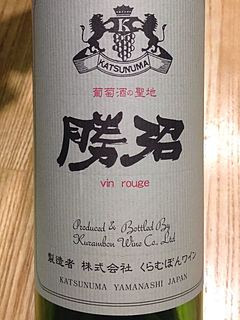 K
KATSUNUMA
葡萄酒の聖地
勝沼
vin rouge
Produced & Bottled By
Kurambon Wine Co., Ltd
製造者 株式会社 くらむぼんワイン
KATSUNUMA YAMANASHI JAPAN